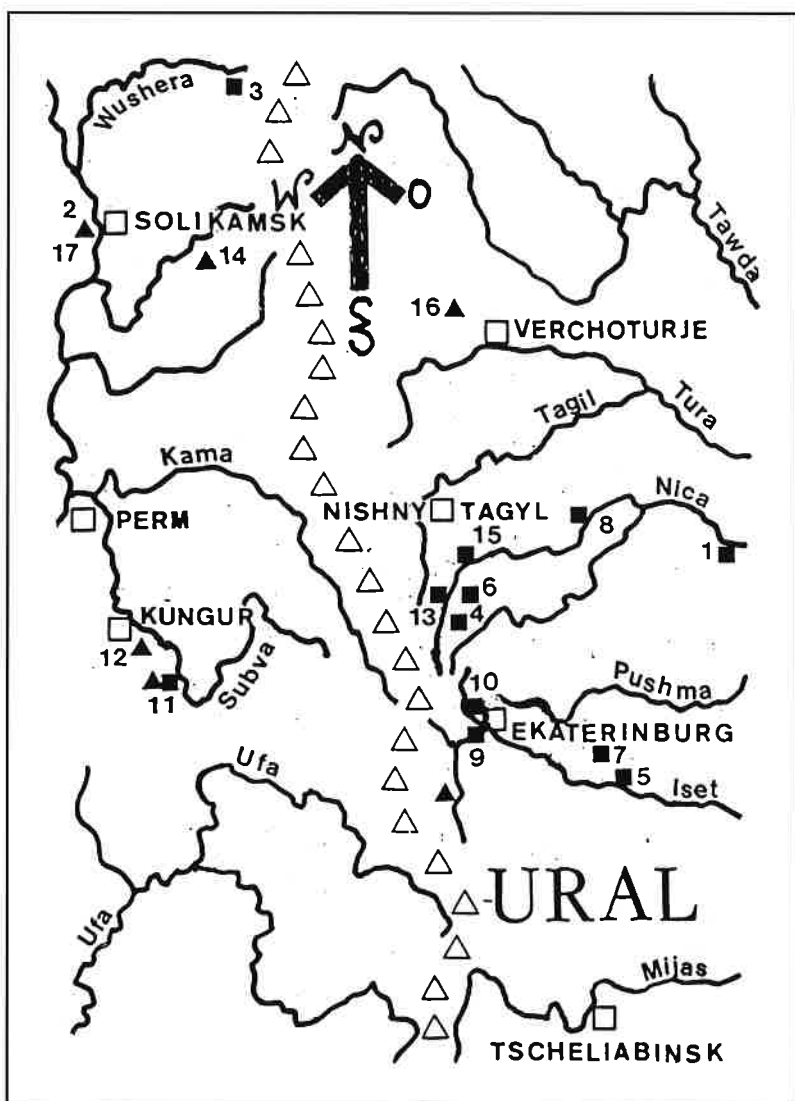 Wushera
3
N
W
O
S
Tawda
2
SOLIKAMSK
17
14
16
VERCHOTURJE
Tagil
Tura
Kama
NISHNY TAGYL
Nica
PERM
8
15
1
6
13
4
KÜNGUR
12
Subva
11
Pushma
10
EKATERINBURG
9
7
5
Iset
Ufa
Ufa
URAL
Mijas
TSCHELIABINSK